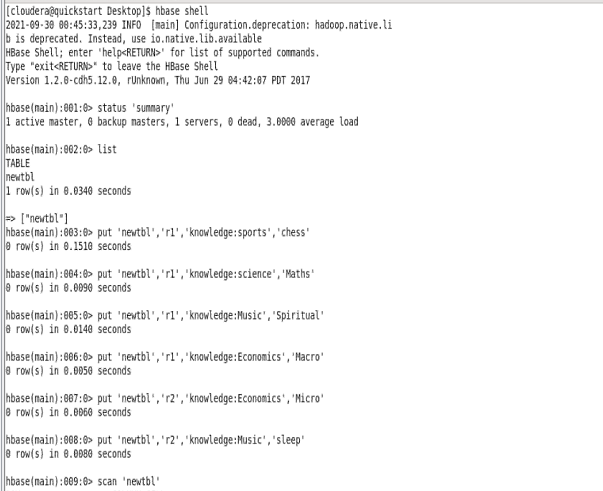 [cloudera@quickstart Desktop]$ hbase shell
2021-09-30 00:45:33,239 INFO  [main] Configuration.deprecation: hadoop.native.li
b is deprecated. Instead, use io.native.lib.available
HBase Shell; enter 'help<RETURN>' for list of supported commands.
Type "exit<RETURN>" to leave the HBase Shell
Version 1.2.0-cdh5.12.0, rUnknown, Thu Jun 29 04:42:07 PDT 2017
hbase(main):001:0> status 'summary'
1 active master, 0 backup masters, 1 servers, 0 dead, 3.0000 average load
hbase(main):002:0> list
TABLE
newtbl
1 row(s) in 0.0340 seconds
=> ["newtbl"]
hbase(main):003:0> put 'newtbl','r1','knowledge:sports','chess'
0 row(s) in 0.1510 seconds
hbase(main):004:0> put 'newtbl','r1','knowledge:science','Maths'
0 row(s) in 0.0090 seconds
hbase(main):005:0> put 'newtbl','r1','knowledge:Music','Spiritual'
0 row(s) in 0.0140 seconds
hbase(main):006:0> put 'newtbl','r1','knowledge:Economics','Macro'
0 row(s) in 0.0050 seconds
hbase(main):007:0> put 'newtbl','r2','knowledge:Economics','Micro'
0 row(s) in 0.0060 seconds
hbase(main):008:0> put 'newtbl','r2','knowledge:Music','sleep'
0 row(s) in 0.0080 seconds
hbase(main):009:0> scan 'newtbl'